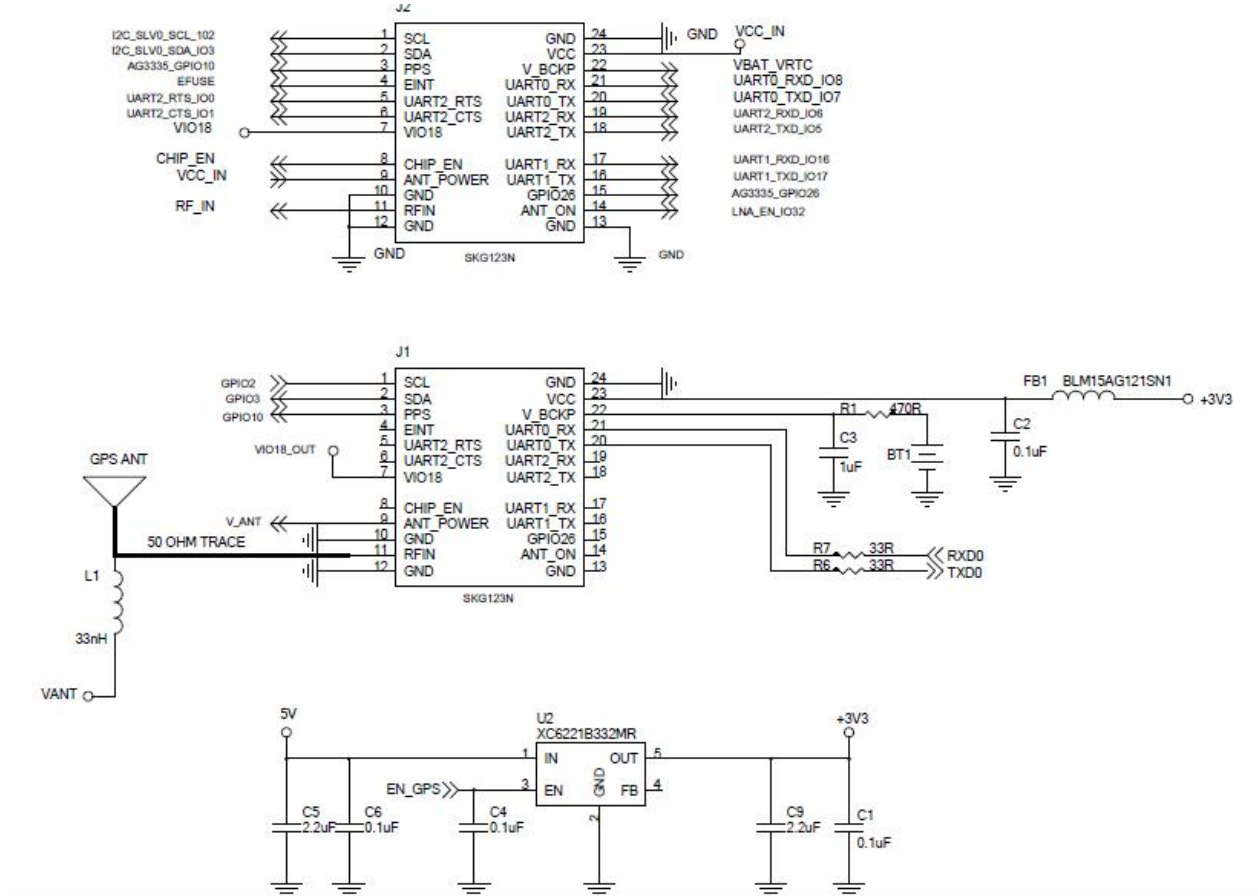 J2
I2C_SLV0_SCL_102 1 SCL GND 24 GND VCC_IN
I2C_SLV0_SDA_IO3 2 SDA VCC 23
AG3335_GPIO10 3 PPS V_BCKP 22 VBAT_VRTC
EFUSE 4 EINT UART0_RX 21 UART0_RXD_IO8
UART2_RTS_IO0 5 UART2_RTS UART0_TX 20 UART0_TXD_IO7
UART2_CTS_IO1 6 UART2_CTS UART2_RX 19 UART2_RXD_IO6
VIO18 7 VIO18 UART2_TX 18 UART2_TXD_IO5
CHIP_EN 8 CHIP_EN UART1_RX 17 UART1_RXD_IO16
VCC_IN 9 ANT_POWER UART1_TX 16 UART1_TXD_IO17
10 GND GPIO26 15 AG3335_GPIO26
RF_IN 11 RFIN ANT_ON 14 LNA_EN_IO32
12 GND GND 13
GND SKG123N GND
J1
GPIO2 1 SCL GND 24 FB1 BLM15AG121SN1
GPIO3 2 SDA VCC 23 +3V3
GPIO10 3 PPS V_BCKP 22 R1 470R
4 EINT UART0_RX 21 C2
5 UART2_RTS UART0_TX 20 C3 0.1uF
VIO18_OUT 6 UART2_CTS UART2_RX 19 BT1
GPS ANT 7 VIO18 UART2_TX 18 1uF
8 CHIP_EN UART1_RX 17
V_ANT 9 ANT_POWER UART1_TX 16
50 OHM TRACE 10 GND GPIO26 15
11 RFIN ANT_ON 14 R7 33R RXD0
L1 12 GND GND 13 R6 33R TXD0
SKG123N
33nH
VANT
5V U2 +3V3
XC6221B332MR
1 IN OUT 5
EN_GPS 3 EN GND FB 4
2
C5 C6 C4 C9 C1
2.2uF 0.1uF 0.1uF 2.2uF 0.1uF